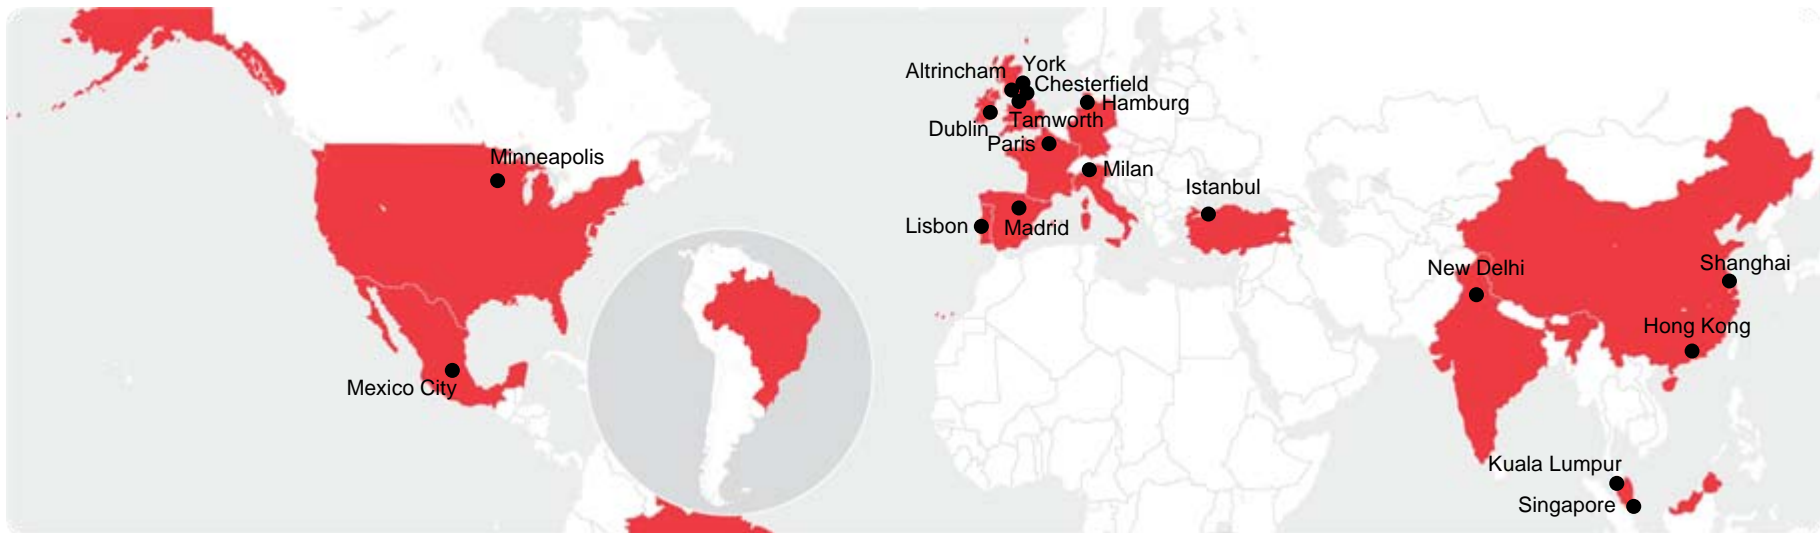 York
Altrincham
Chesterfield
Hamburg
Tamworth
Dublin
Paris
Minneapolis
Milan
Istanbul
Lisbon
Madrid
New Delhi
Shanghai
Hong Kong
Mexico City
Kuala Lumpur
Singapore